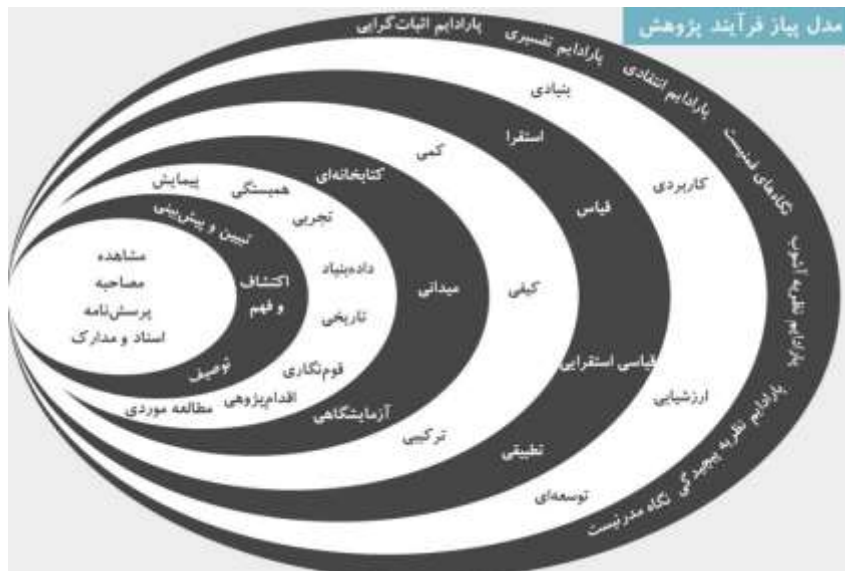 مدل پیاز فرآیند پژوهش
پارادایم اثبات‌گرایی
پارادایم تفسیری
پارادایم انتقادی
نگاه‌های فمنیست
پارادایم نظریه آشوب
پارادایم نظریه پیچیدگی
نگاه مدرنیست
بنیادی
کاربردی
ارزشیابی
توسعه‌ای
استقرا
قیاس
قیاسی استقرایی
تطبیقی
کمی
کیفی
ترکیبی
کتابخانه‌ای
میدانی
آزمایشگاهی
پیمایش
همبستگی
تجربی
داده‌بنیاد
تاریخی
قوم‌نگاری
اقدام‌پژوهی
مطالعه موردی
تبیین و پیش‌بینی
اکتشاف
و فهم
توصیف
مشاهده
مصاحبه
پرسش‌نامه
اسناد و مدارک